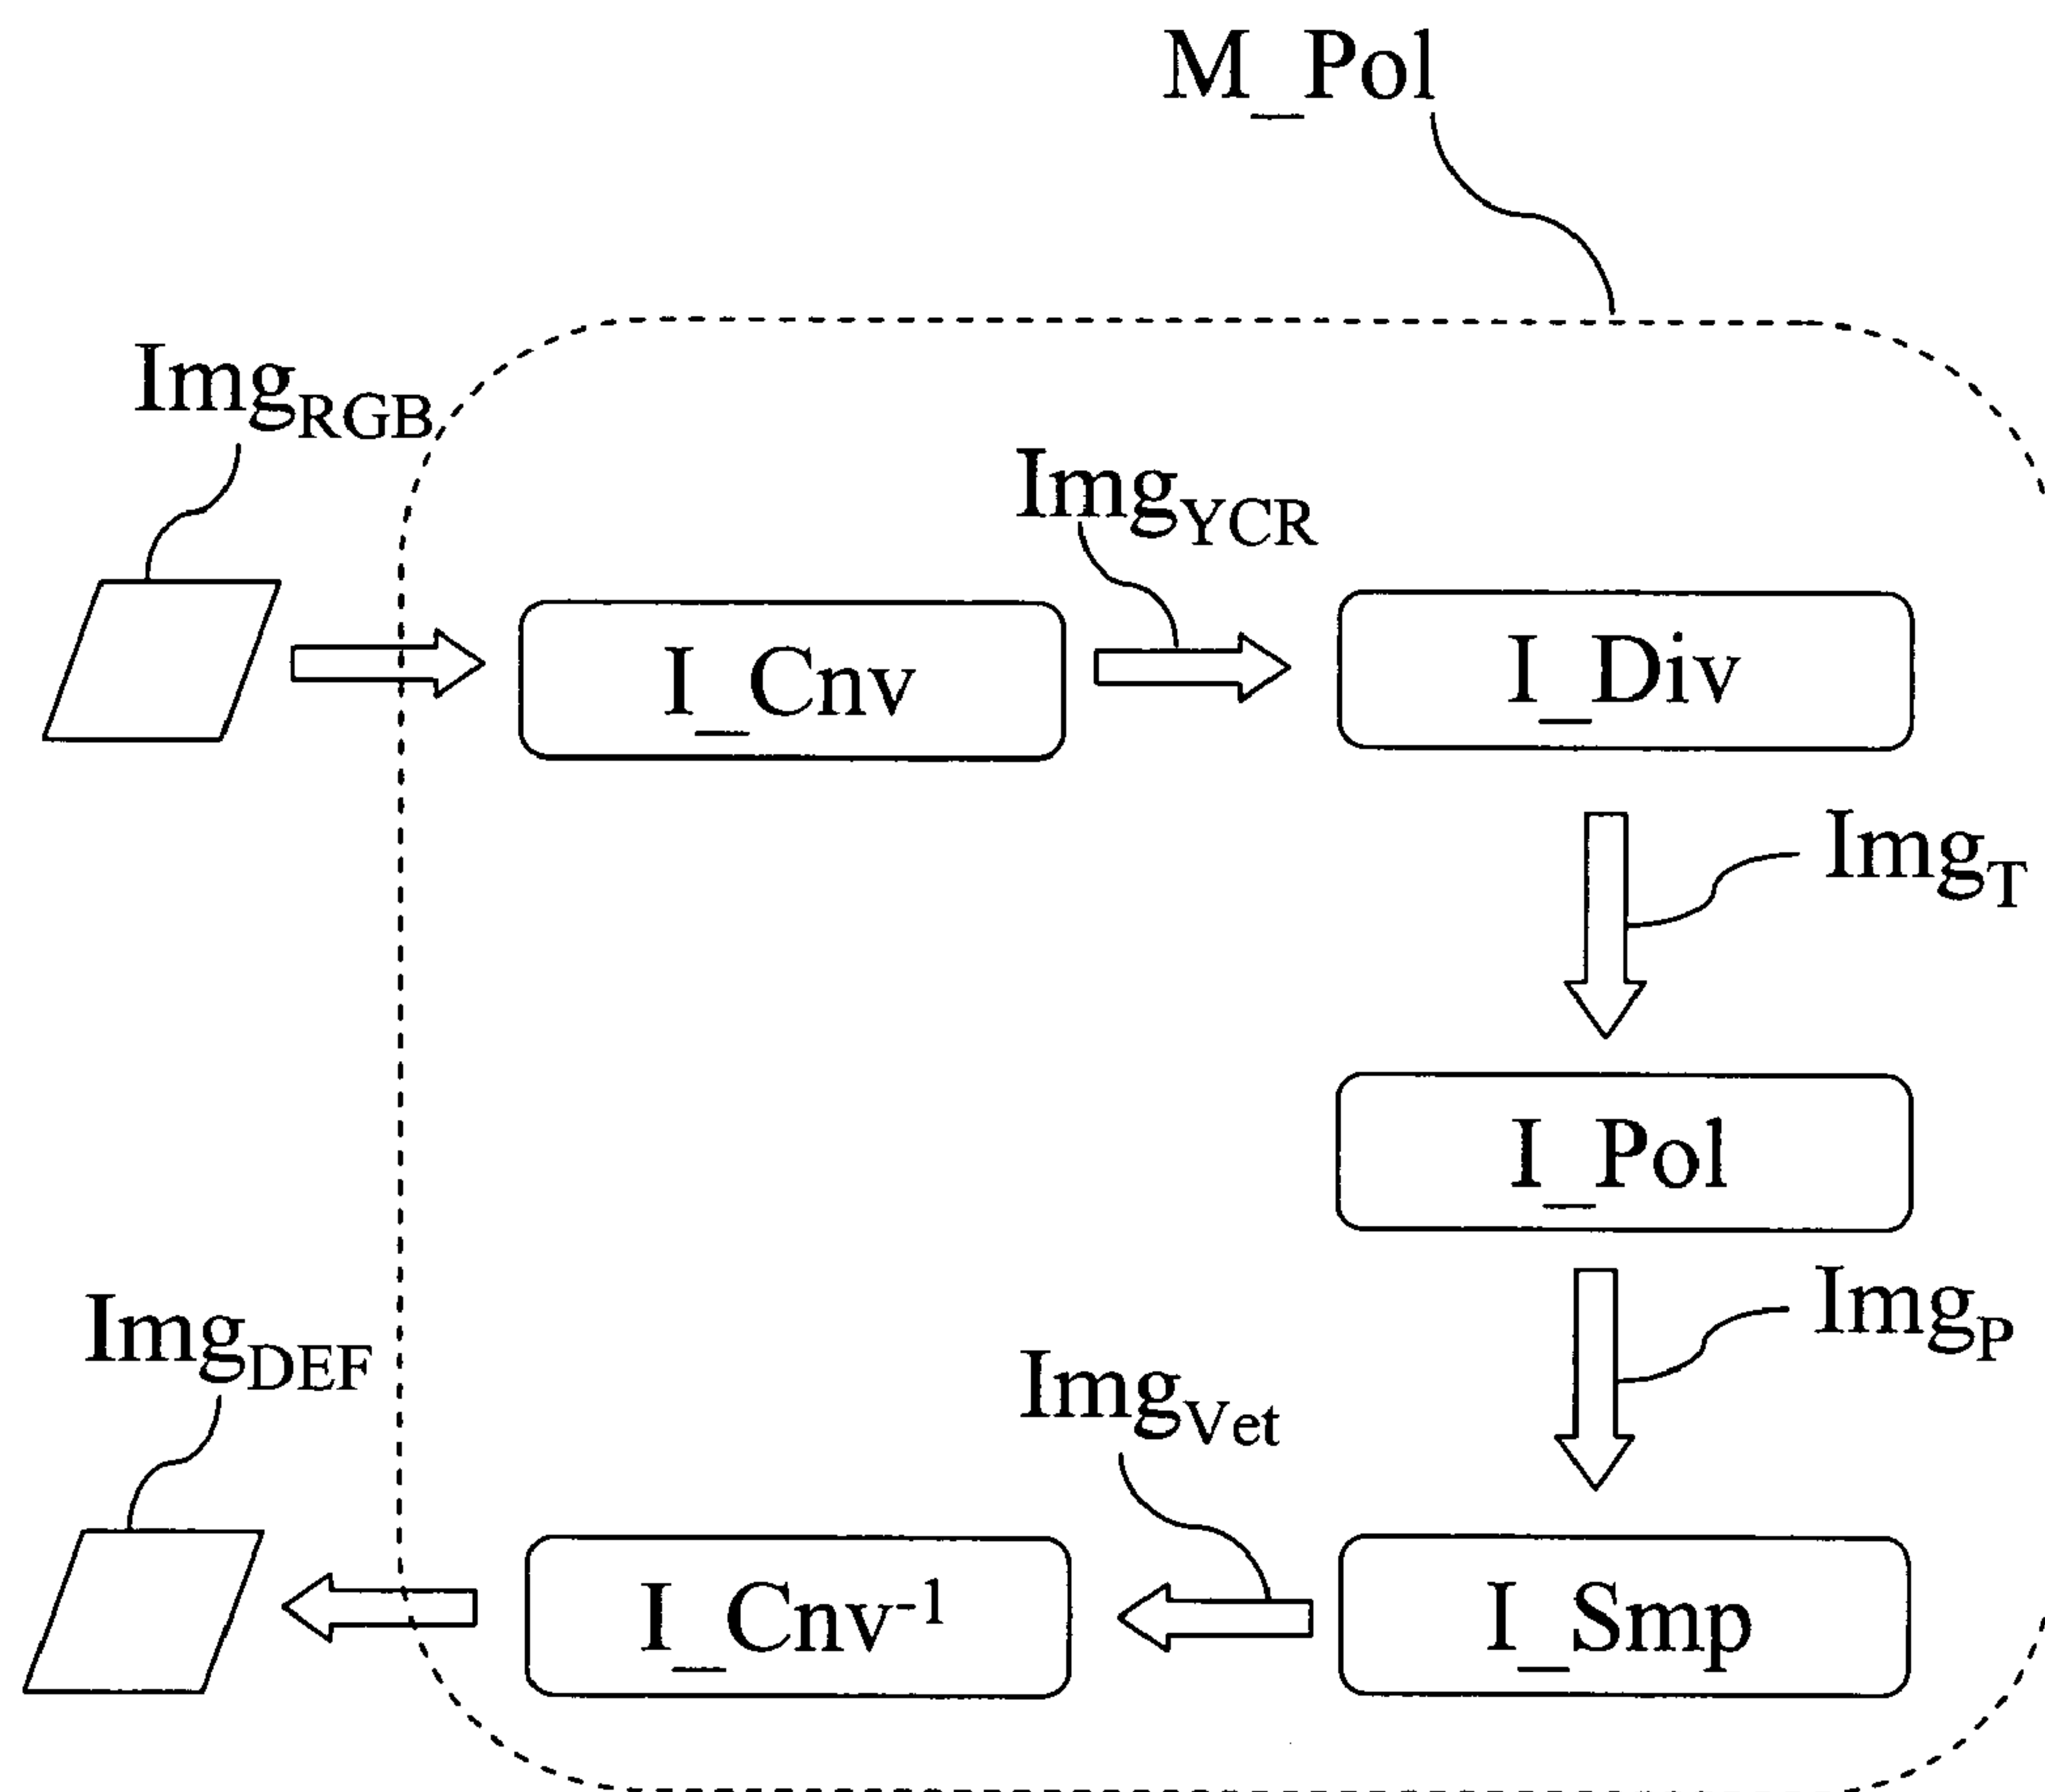 M_Pol
Img_RGB
Img_YCR
I_Cnv
I_Div
Img_T
I_Pol
Img_DEF
Img_P
Img_Vet
I_Cnv⁻¹
I_Smp